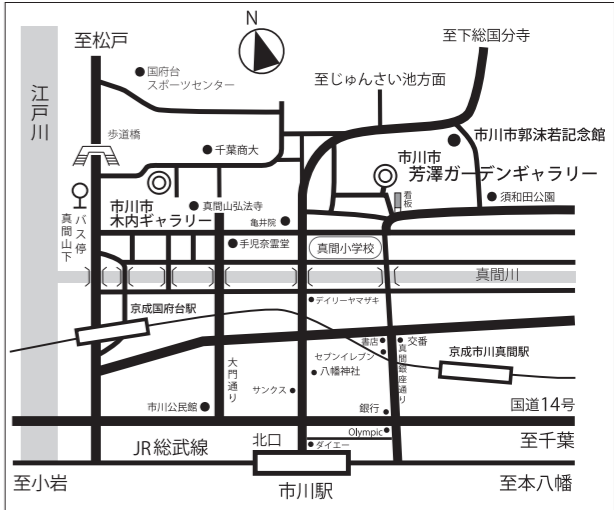 N
至松戸
至下総国分寺
国府台
スポーツセンター
至じゅんさい池方面
江戸川
歩道橋
千葉商大
市川市郭沫若記念館
市川市
芳澤ガーデンギャラリー
看板
須和田公園
市川市
木内ギャラリー
真間山弘法寺
亀井院
バス停
真間山下
手児奈霊堂
真間小学校
真間川
デイリーヤマザキ
京成国府台駅
書店
交番
セブンイレブン
京成市川真間駅
八幡神社
真間銀座通り
大門通り
サンクス
市川公民館
銀行
国道14号
Olympic
北口
JR総武線
ダイエー
至千葉
至小岩
市川駅
至本八幡